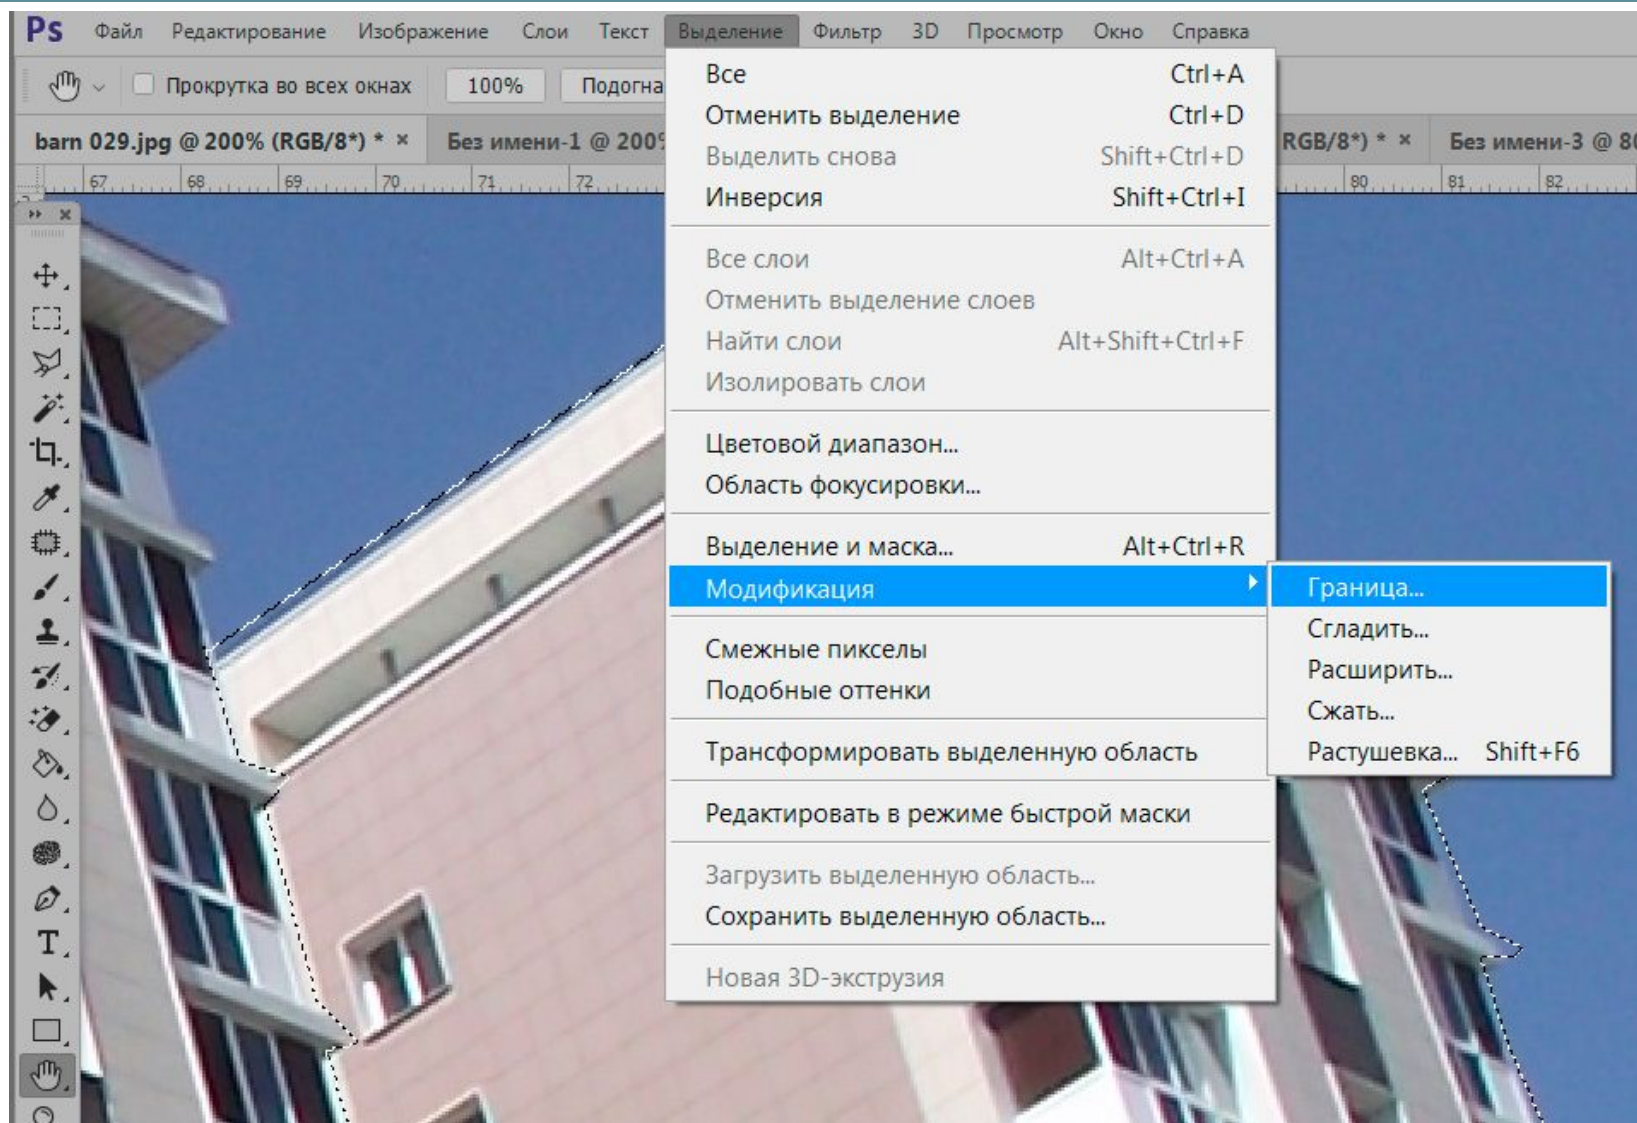 Ps Файл Редактирование Изображение Слои Текст Выделение Фильтр 3D Просмотр Окно Справка
Прокрутка во всех окнах 100%
barn 029.jpg @ 200% (RGB/8*) * × Без имени-1 @ 200% RGB/8*) * × Без имени-3 @
67 68 69 70 71 72 80 81 82
Все Ctrl+A
Отменить выделение Ctrl+D
Выделить снова Shift+Ctrl+D
Инверсия Shift+Ctrl+I
Все слои Alt+Ctrl+A
Отменить выделение слоев
Найти слои Alt+Shift+Ctrl+F
Изолировать слои
Цветовой диапазон...
Область фокусировки...
Выделение и маска... Alt+Ctrl+R
Модификация
Граница...
Сгладить...
Расширить...
Сжать...
Растушевка... Shift+F6
Смежные пикселы
Подобные оттенки
Трансформировать выделенную область
Редактировать в режиме быстрой маски
Загрузить выделенную область...
Сохранить выделенную область...
Новая 3D-экструзия